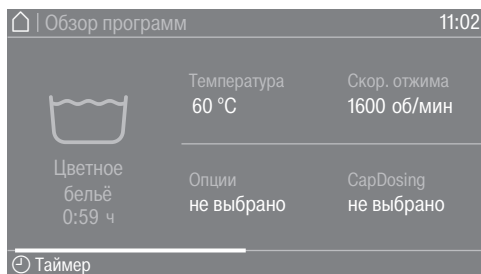 Обзор программ 11:02
Температура Скор. отжима
60 °C 1600 об/мин
Цветное
бельё
0:59 ч
Опции CapDosing
не выбрано не выбрано
Таймер